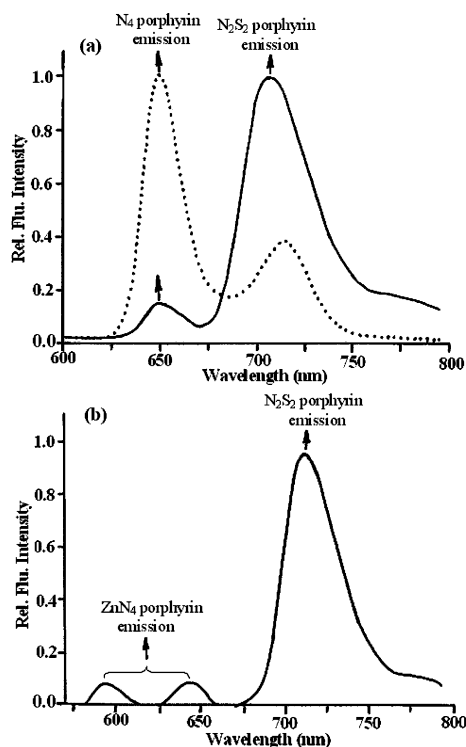 (a)
N4 porphyrin
emission
N2S2 porphyrin
emission
1.0
0.8
0.6
0.4
0.2
0.0
Rel. Flu. Intensity
600
650
700
750
800
Wavelength (nm)
(b)
N2S2 porphyrin
emission
ZnN4 porphyrin
emission
1.0
0.8
0.6
0.4
0.2
0.0
Rel. Flu. Intensity
600
650
700
750
800
Wavelength (nm)